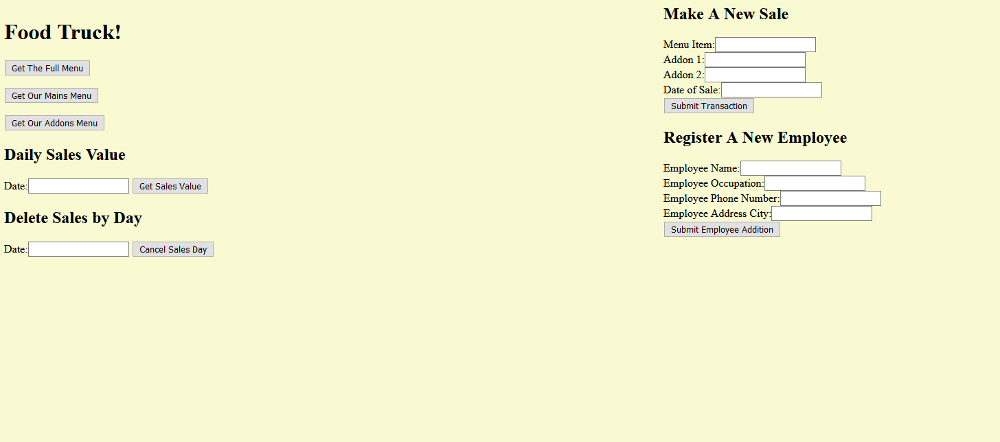 Food Truck!
Get The Full Menu
Get Our Mains Menu
Get Our Addons Menu
Daily Sales Value
Date: Get Sales Value
Delete Sales by Day
Date: Cancel Sales Day
Make A New Sale
Menu Item:
Addon 1:
Addon 2:
Date of Sale:
Submit Transaction
Register A New Employee
Employee Name:
Employee Occupation:
Employee Phone Number:
Employee Address City:
Submit Employee Addition